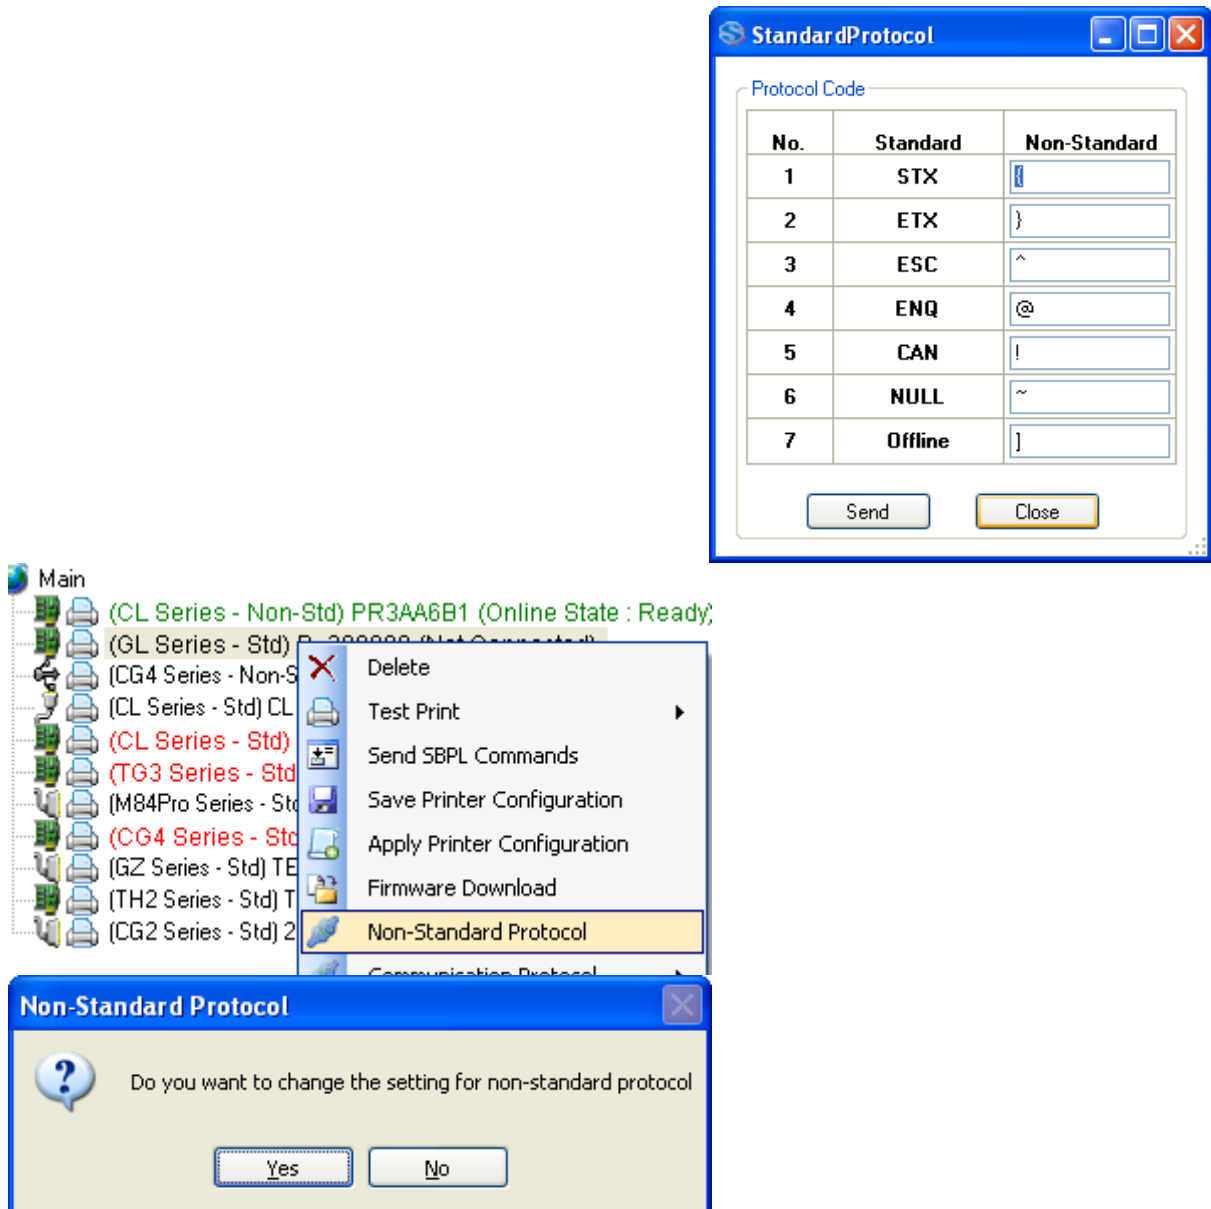 StandardProtocol
Protocol Code
No. Standard Non-Standard
1 STX {
2 ETX }
3 ESC ^
4 ENQ @
5 CAN !
6 NULL ~
7 Offline ]
Send Close
Main
(CL Series - Non-Std) PR3AA6B1 (Online State : Ready)
(GL Series - Std)
(CG4 Series - Non-S
(CL Series - Std) CL
(CL Series - Std)
(TG3 Series - Std
(M84Pro Series - Std
(CG4 Series - Std
(GZ Series - Std) TE
(TH2 Series - Std) T
(CG2 Series - Std) 2
Delete
Test Print
Send SBPL Commands
Save Printer Configuration
Apply Printer Configuration
Firmware Download
Non-Standard Protocol
Communication Protocol
Non-Standard Protocol
Do you want to change the setting for non-standard protocol
Yes No